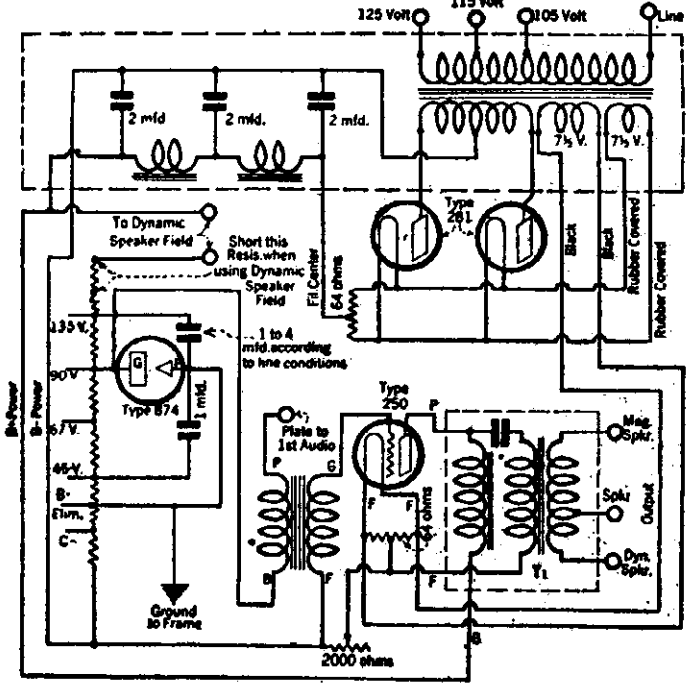 125 Volt
115 Volt
105 Volt
Line
2 mfd
2 mfd.
2 mfd.
7½ V.
7½ V.
To Dynamic
Speaker Field
Short this
Resis. when
using Dynamic
Speaker
Field
Fil Center
64 ohms
Type
281
Black
Black
Rubber Covered
Rubber Covered
135 V.
90 V
67 V.
45 V.
B-
Elim.
C-
B+Power
B- Power
G
P
Type 874
1 mfd.
1 to 4
mfd. according
to line conditions
Ground
to Frame
Plate to
1st Audio
P
G
B
F
Type
250
P
F
F
64 ohms
F
B
2000 ohms
T1
Mag.
Spkr.
Spkr
Output
Dyn.
Spkr.